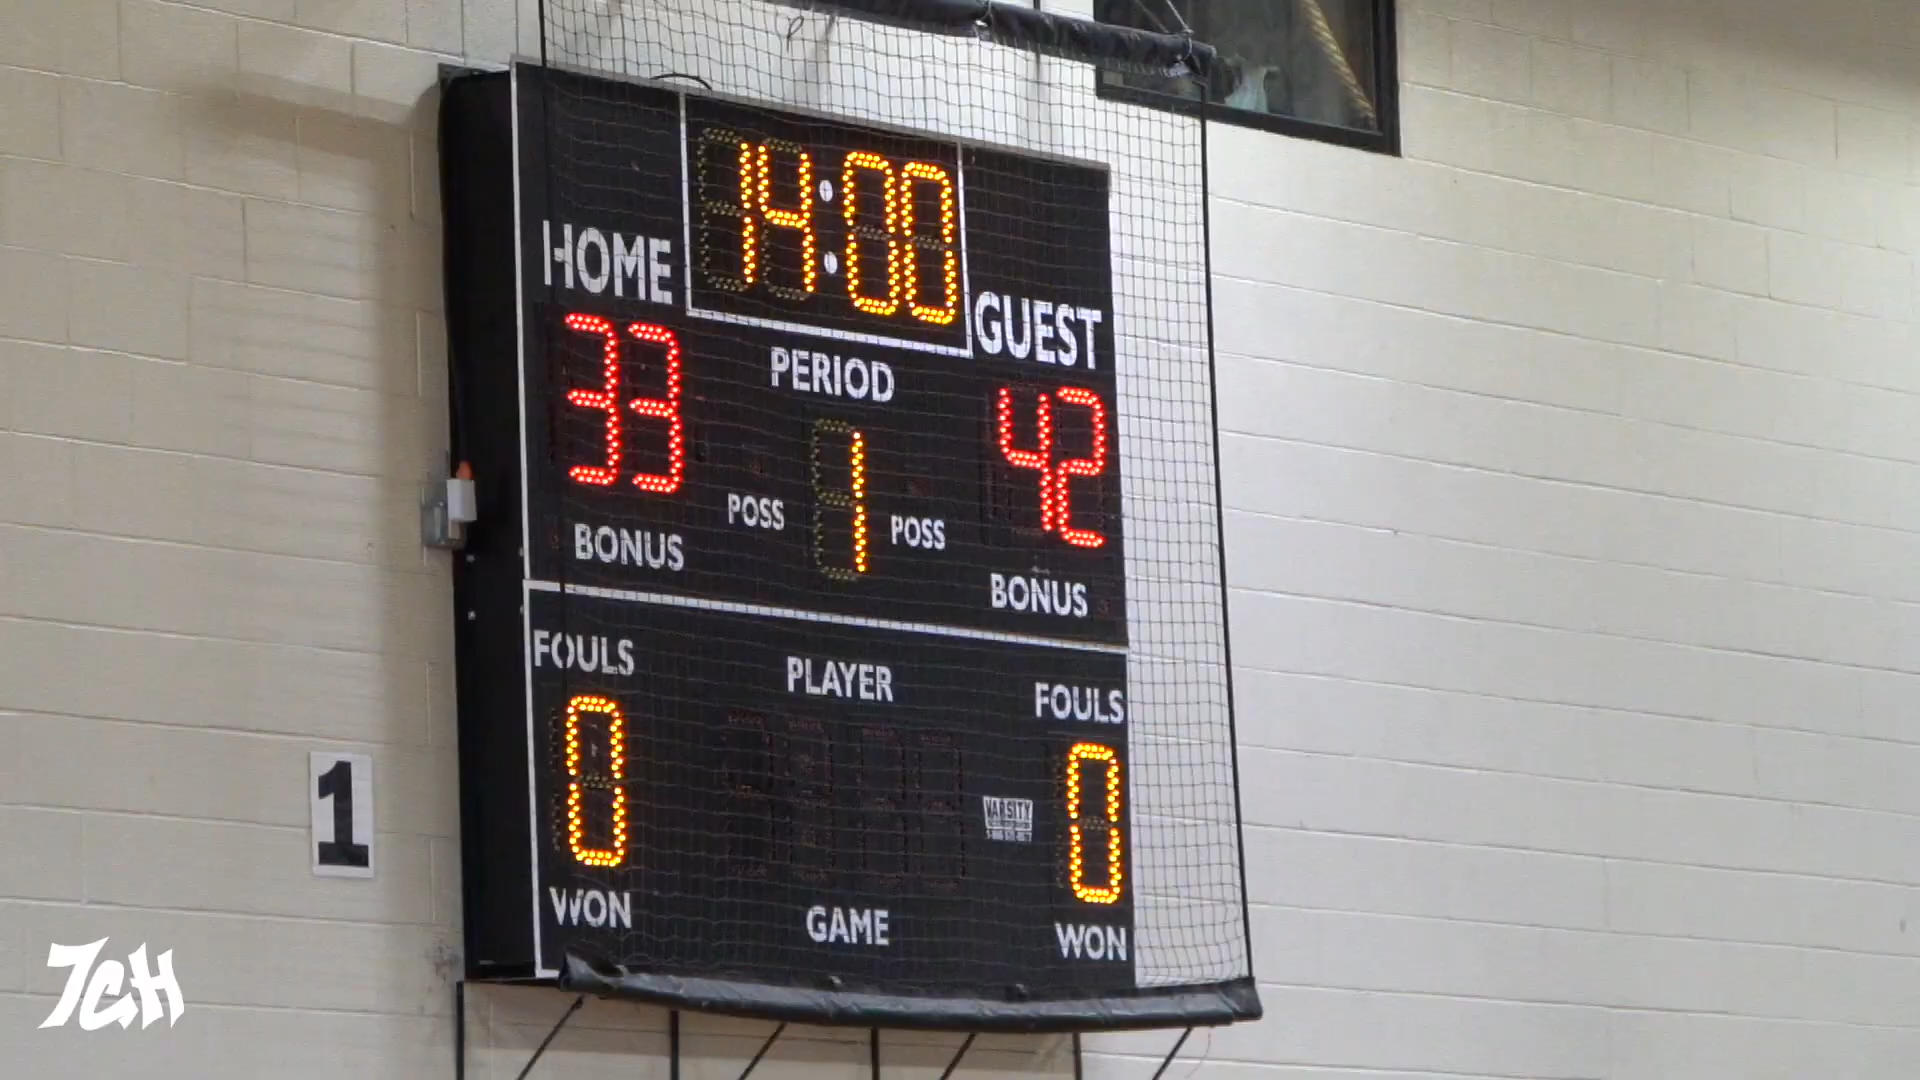 14:00
HOME
GUEST
33
PERIOD
42
1
POSS
POSS
BONUS
BONUS
FOULS
PLAYER
FOULS
0
0
VARSITY
1
WON
GAME
WON
TCH